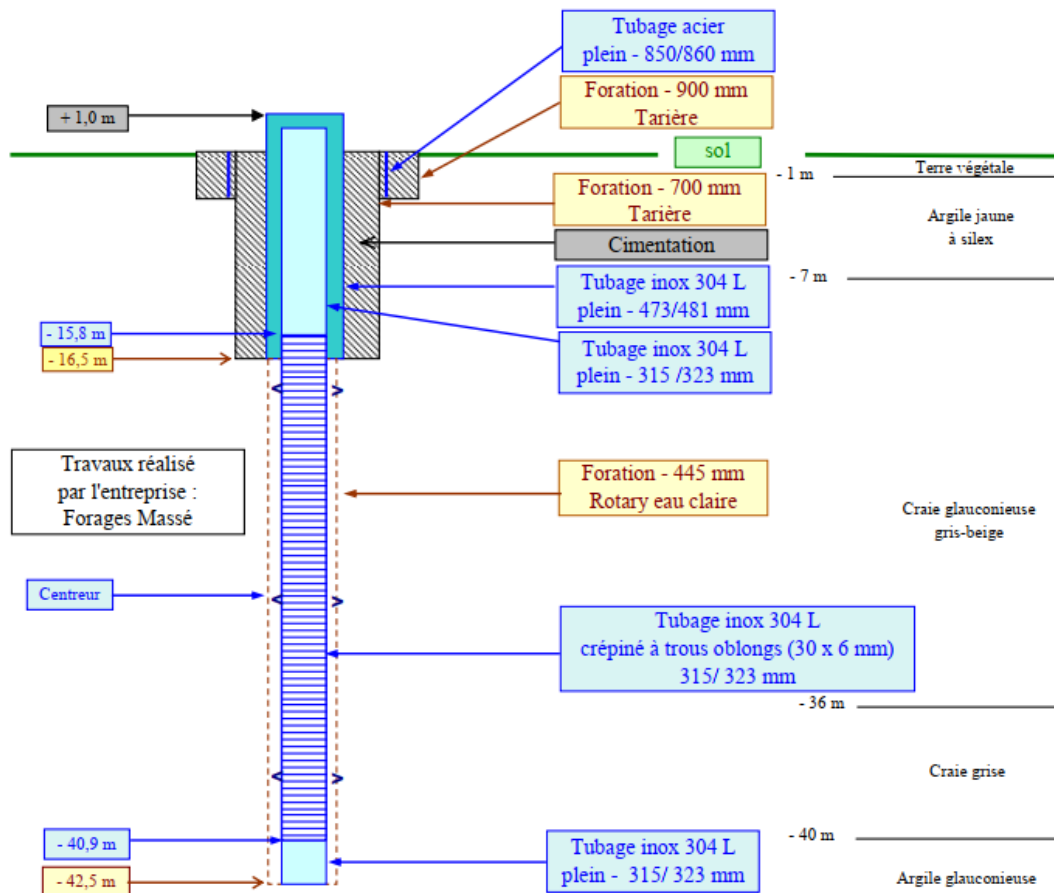 Tubage acier
plein - 850/860 mm
Foration - 900 mm
Tarière
+ 1,0 m
sol
Terre végétale
- 1 m
Foration - 700 mm
Tarière
Argile jaune
à silex
Cimentation
- 7 m
Tubage inox 304 L
plein - 473/481 mm
- 15,8 m
- 16,5 m
Tubage inox 304 L
plein - 315 /323 mm
Travaux réalisé
par l'entreprise :
Forages Massé
Foration - 445 mm
Rotary eau claire
Craie glauconieuse
gris-beige
Centreur
Tubage inox 304 L
crépiné à trous oblongs (30 x 6 mm)
315/ 323 mm
- 36 m
Craie grise
- 40,9 m
- 40 m
Tubage inox 304 L
plein -  315/ 323 mm
- 42,5 m
Argile glauconieuse